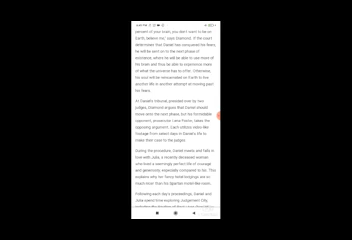 percent of your brain, you don't want to be on
Earth, believe me," says Diamond. If the court
determines that Daniel has conquered his fears,
he will be sent on to the next phase of
existence, where he will be able to use more of
his brain and thus be able to experience more
of what the universe has to offer. Otherwise,
his soul will be reincarnated on Earth to live
another life in another attempt at moving past
his fears.
At Daniel's tribunal, presided over by two
judges, Diamond argues that Daniel should
move onto the next phase, but his formidable
opponent, prosecutor Lena Foster, takes the
opposing argument. Each utilizes video-like
footage from select days in Daniel's life to
make their case to the judges.
During the procedure, Daniel meets and falls in
love with Julia, a recently deceased woman
who lived a seemingly perfect life of courage
and generosity, especially compared to his. This
explains why her fancy hotel lodgings are so
much nicer than his Spartan motel-like room.
Following each day's proceedings, Daniel and
Julia spend time exploring Judgement City,